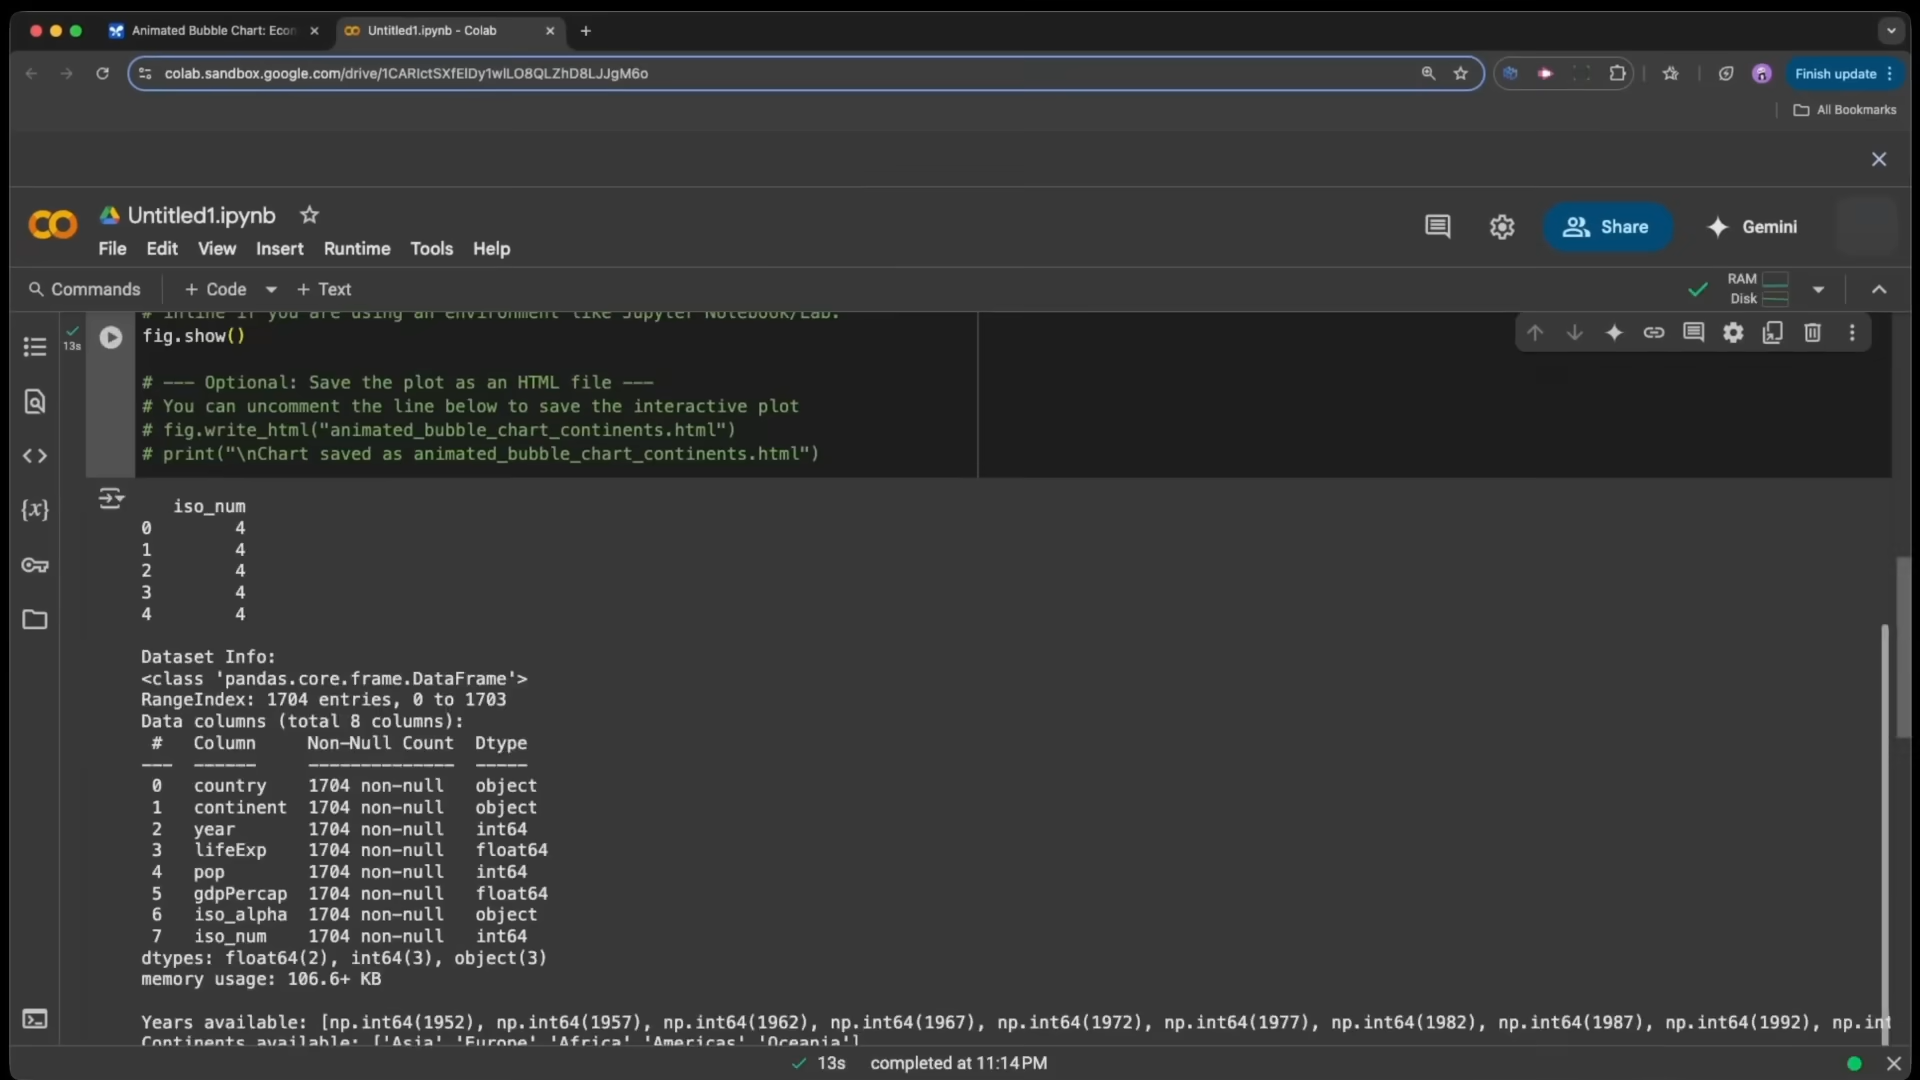 Animated Bubble Chart: Econ
Untitled1.ipynb - Colab
colab.sandbox.google.com/drive/1CARIctSXfEIDy1wILO8QLZhD8LJJgM6o
Finish update
All Bookmarks
Untitled1.ipynb
File Edit View Insert Runtime Tools Help
Share
Gemini
Commands
+ Code
+ Text
RAM
Disk
13s
# inline if you are using an environment like Jupyter Notebook/Lab.
fig.show()
# --- Optional: Save the plot as an HTML file ---
# You can uncomment the line below to save the interactive plot
# fig.write_html("animated_bubble_chart_continents.html")
# print("\nChart saved as animated_bubble_chart_continents.html")
iso_num
0 4
1 4
2 4
3 4
4 4
Dataset Info:
<class 'pandas.core.frame.DataFrame'>
RangeIndex: 1704 entries, 0 to 1703
Data columns (total 8 columns):
# Column Non-Null Count Dtype
--- ------ -------------- -----
0 country 1704 non-null object
1 continent 1704 non-null object
2 year 1704 non-null int64
3 lifeExp 1704 non-null float64
4 pop 1704 non-null int64
5 gdpPercap 1704 non-null float64
6 iso_alpha 1704 non-null object
7 iso_num 1704 non-null int64
dtypes: float64(2), int64(3), object(3)
memory usage: 106.6+ KB
Years available: [np.int64(1952), np.int64(1957), np.int64(1962), np.int64(1967), np.int64(1972), np.int64(1977), np.int64(1982), np.int64(1987), np.int64(1992), np.int
Continents available: ['Asia' 'Europe' 'Africa' 'Americas' 'Oceania']
13s completed at 11:14 PM